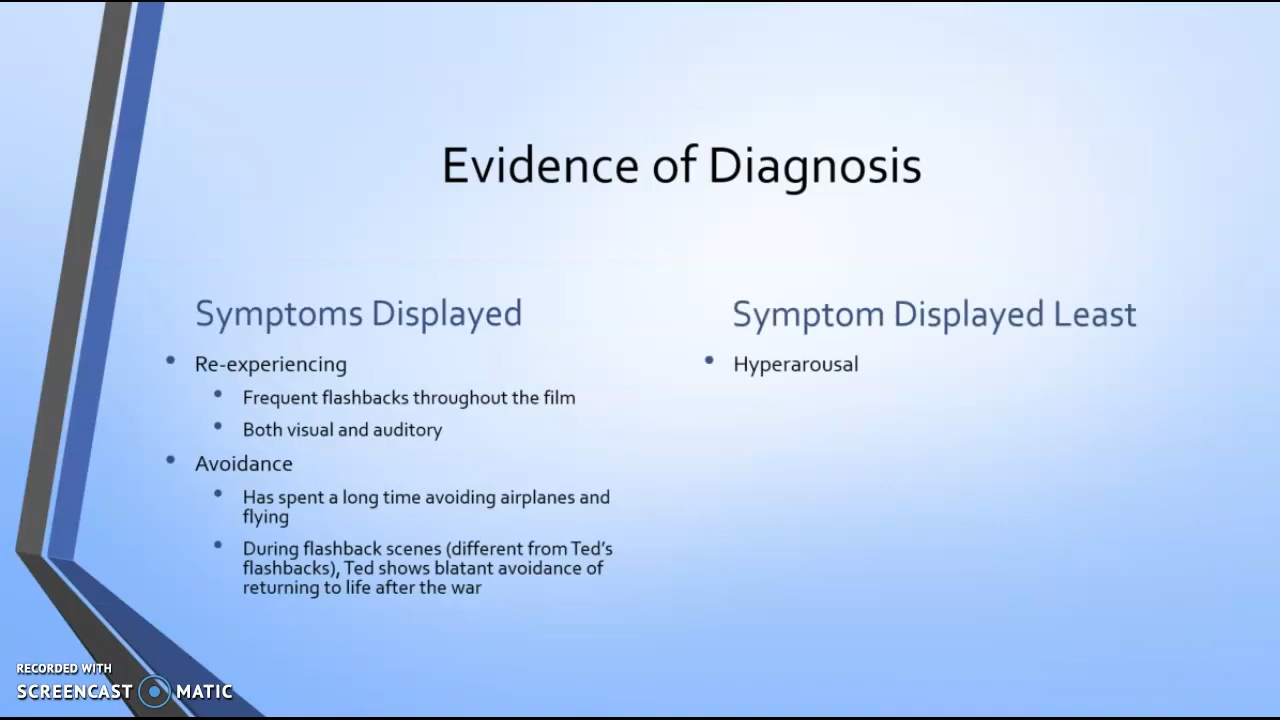 Evidence of Diagnosis
Symptoms Displayed
Re-experiencing
Frequent flashbacks throughout the film
Both visual and auditory
Avoidance
Has spent a long time avoiding airplanes and
flying
During flashback scenes (different from Ted's
flashbacks), Ted shows blatant avoidance of
returning to life after the war
Symptom Displayed Least
Hyperarousal
RECORDED WITH
SCREENCAST MATIC